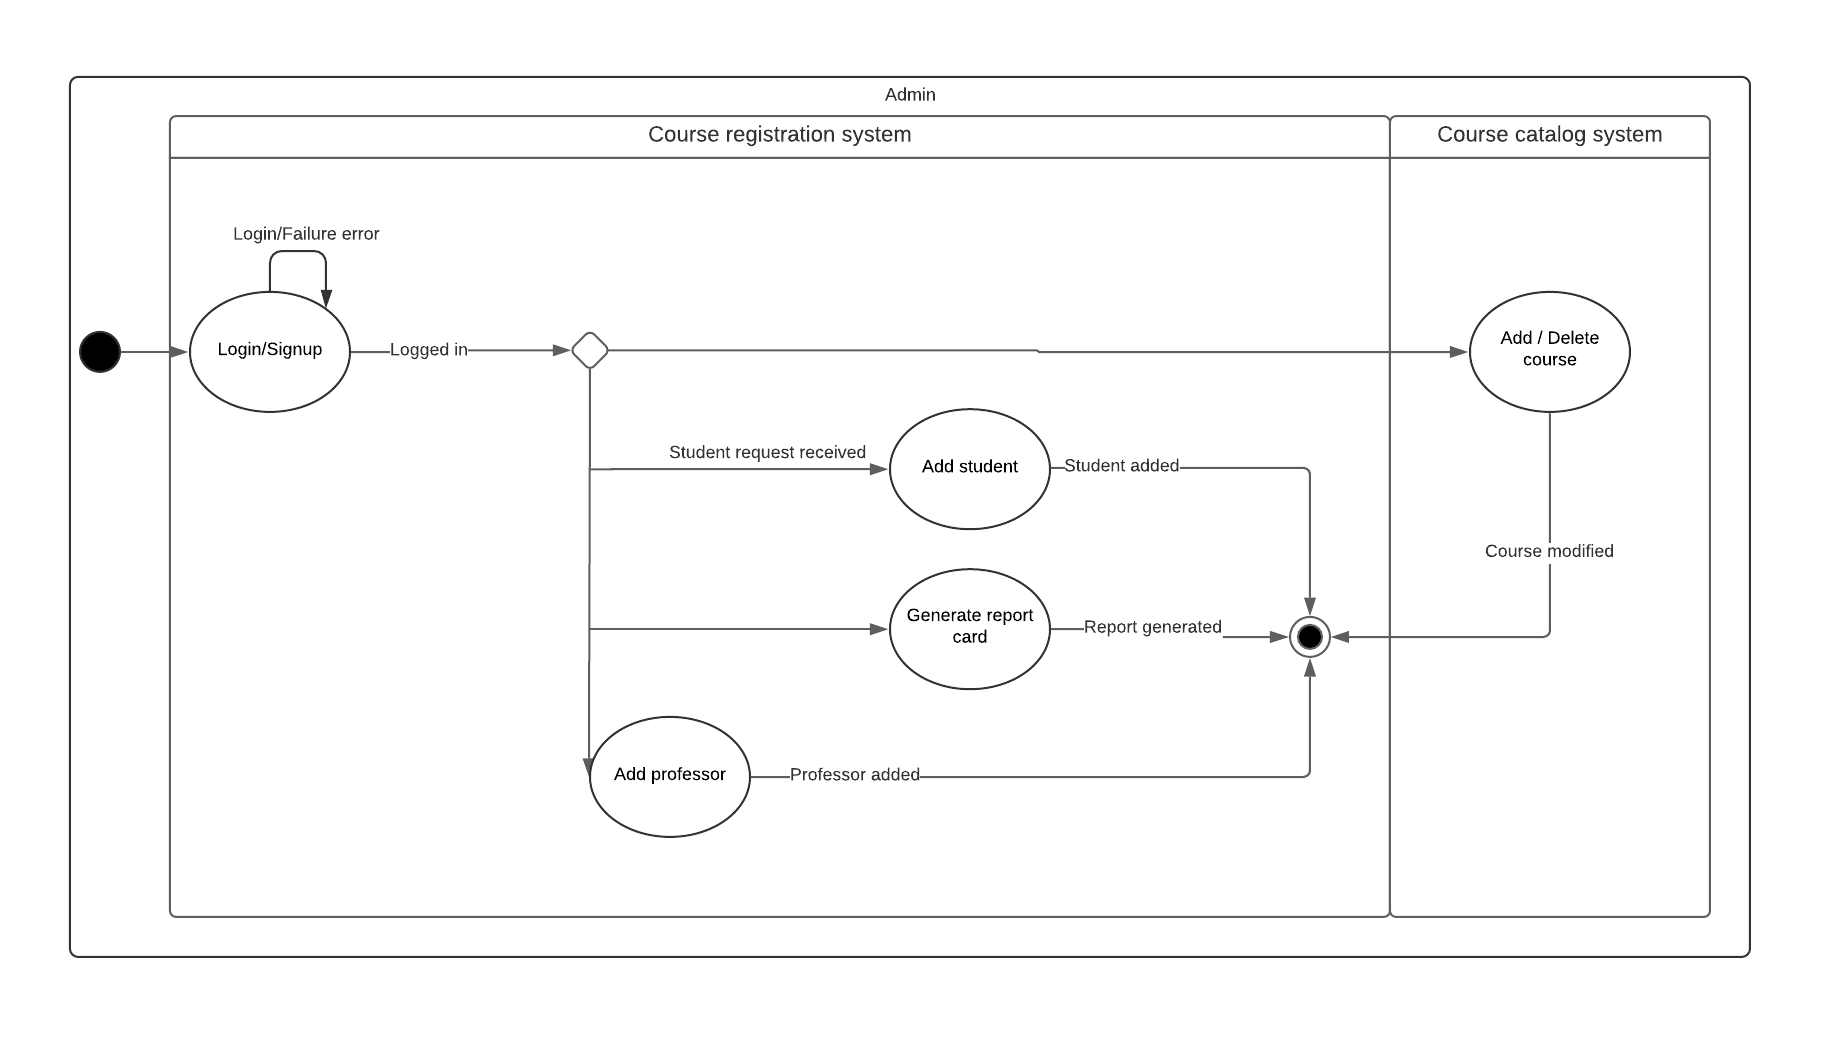 Admin
Course registration system
Course catalog system
Login/Failure error
Login/Signup
Logged in
Add / Delete
course
Student request received
Add student
Student added
Course modified
Generate report
card
Report generated
Add professor
Professor added